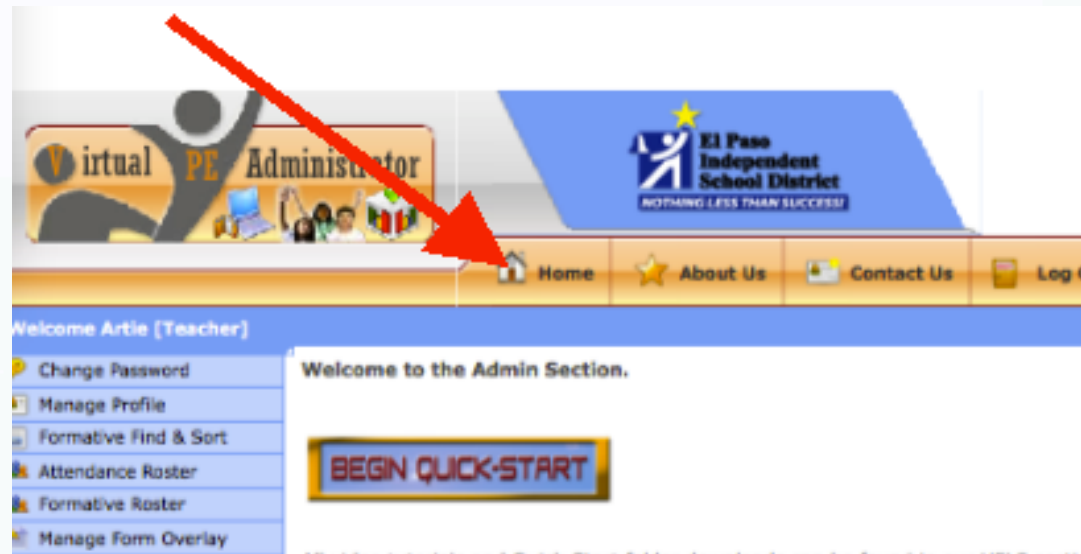 Virtual PE Administrator
El Paso
Independent
School District
NOTHING LESS THAN SUCCESS!
Home
About Us
Contact Us
Log
Welcome Artie [Teacher]
Change Password
Welcome to the Admin Section.
Manage Profile
Formative Find & Sort
Attendance Roster
BEGIN QUICK-START
Formative Roster
Manage Form Overlay